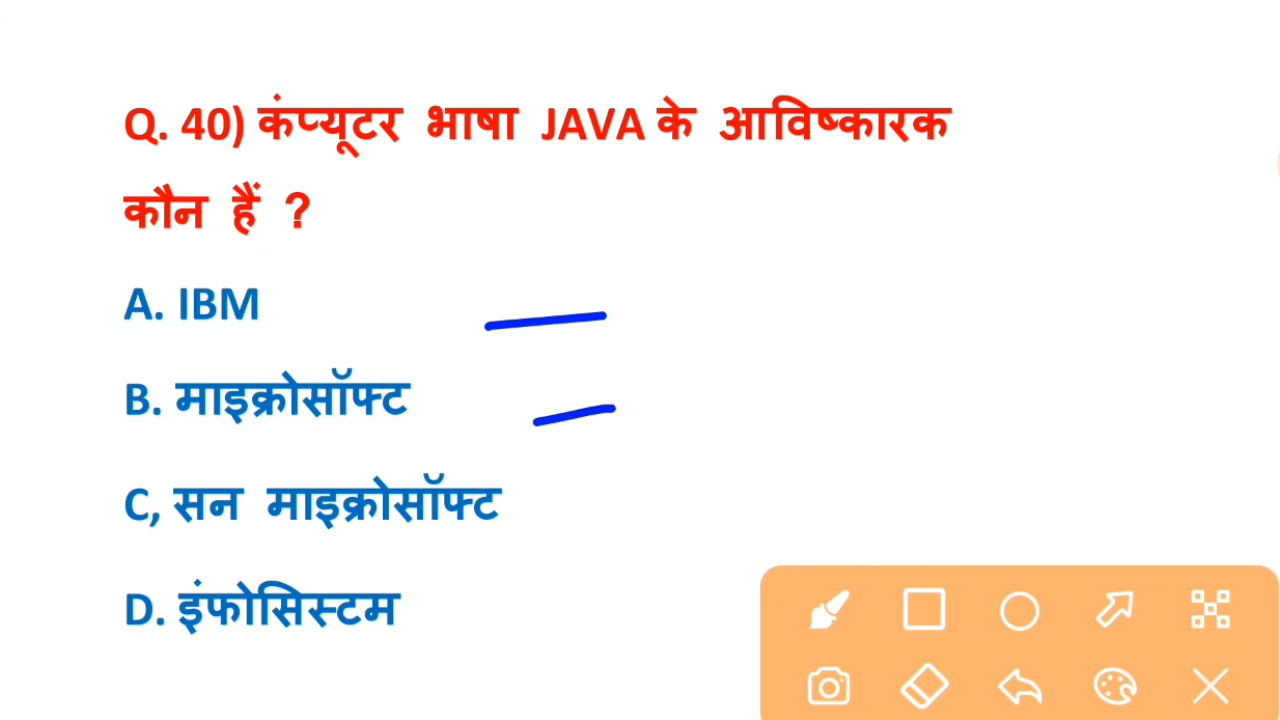 Q. 40) कंप्यूटर भाषा JAVA के आविष्कारक
कौन हैं ?
A. IBM
B. माइक्रोसॉफ्ट
C, सन माइक्रोसॉफ्ट
D. इंफोसिस्टम